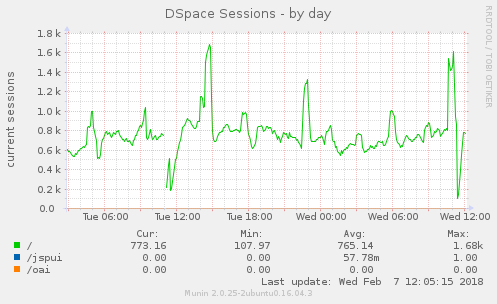 DSpace Sessions - by day
RRDTOOL / TOBI OETIKER
current sessions
1.8 k
1.6 k
1.4 k
1.2 k
1.0 k
0.8 k
0.6 k
0.4 k
0.2 k
0.0
Tue 06:00 Tue 12:00 Tue 18:00 Wed 00:00 Wed 06:00 Wed 12:00
Cur: Min: Avg: Max:
/ 773.16 107.97 765.14 1.68k
/jspui 0.00 0.00 57.78m 1.00
/oai 0.00 0.00 0.00 0.00
Last update: Wed Feb 7 12:05:15 2018
Munin 2.0.25-2ubuntu0.16.04.3